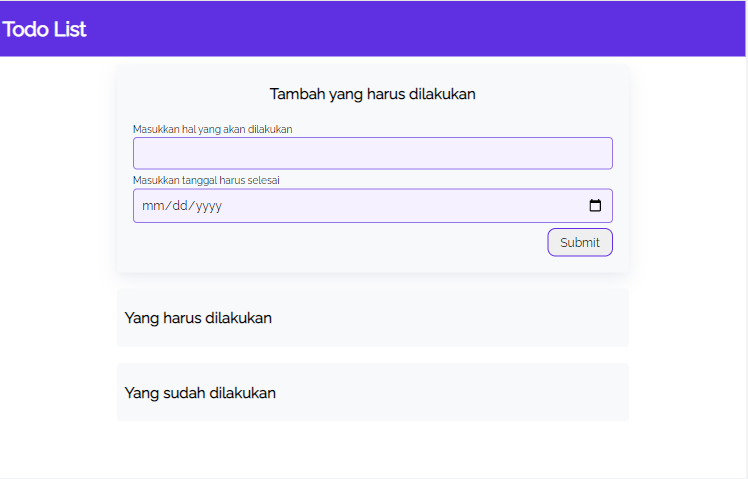 Todo List
Tambah yang harus dilakukan
Masukkan hal yang akan dilakukan
Masukkan tanggal harus selesai
mm/dd/yyyy
Submit
Yang harus dilakukan
Yang sudah dilakukan